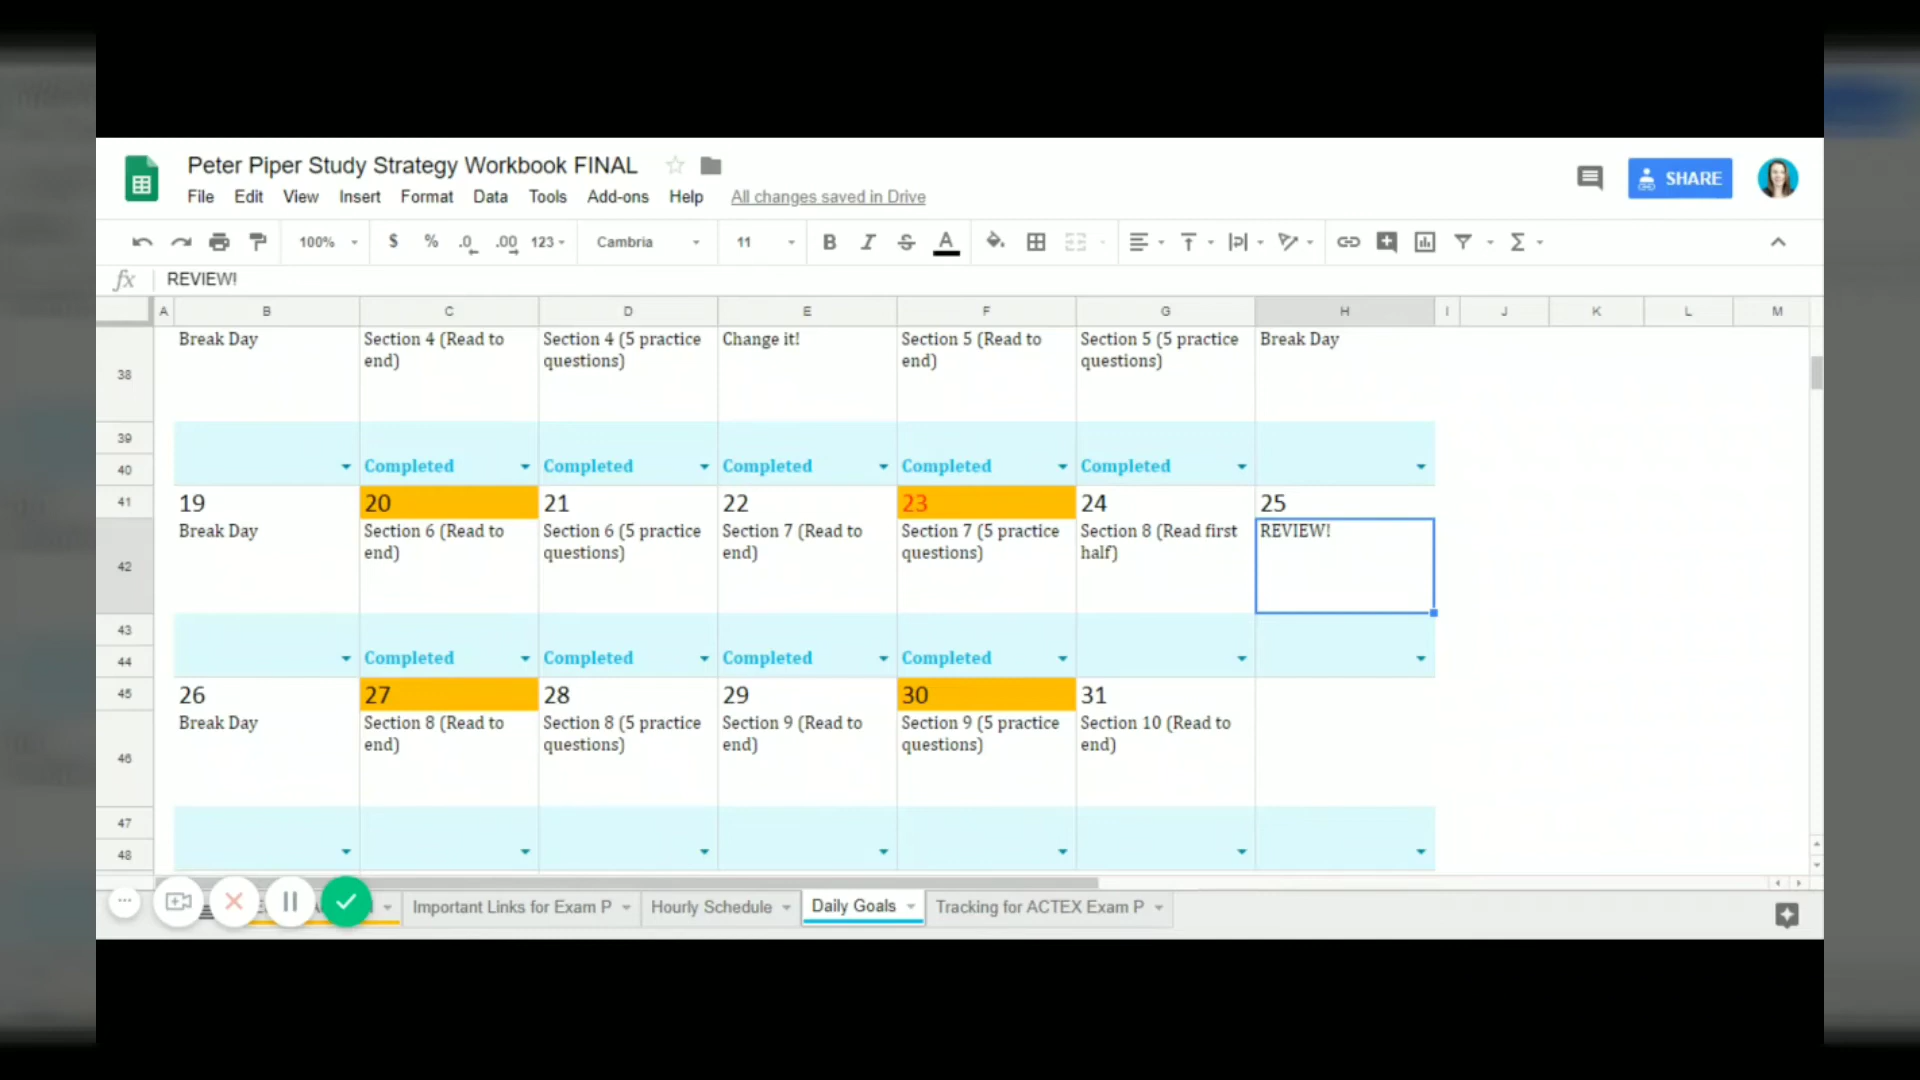 Peter Piper Study Strategy Workbook FINAL
File Edit View Insert Format Data Tools Add-ons Help All changes saved in Drive
SHARE
100% $ % .0 .00 123 Cambria 11 B I S A
fx REVIEW!
A B C D E F G H I J K L M
38
Break Day
Section 4 (Read to
end)
Section 4 (5 practice
questions)
Change it!
Section 5 (Read to
end)
Section 5 (5 practice
questions)
Break Day
39
40 Completed Completed Completed Completed Completed
41 19 20 21 22 23 24 25
42
Break Day
Section 6 (Read to
end)
Section 6 (5 practice
questions)
Section 7 (Read to
end)
Section 7 (5 practice
questions)
Section 8 (Read first
half)
REVIEW!
43
44 Completed Completed Completed Completed
45 26 27 28 29 30 31
46
Break Day
Section 8 (Read to
end)
Section 8 (5 practice
questions)
Section 9 (Read to
end)
Section 9 (5 practice
questions)
Section 10 (Read to
end)
47
48
Important Links for Exam P Hourly Schedule Daily Goals Tracking for ACTEX Exam P